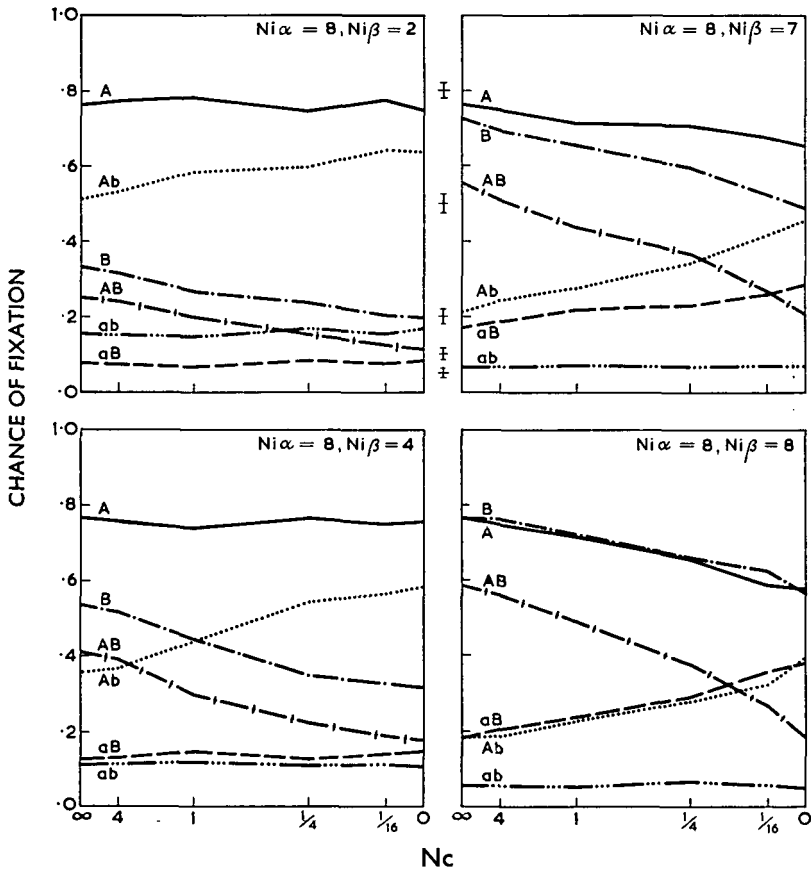 CHANCE OF FIXATION
1·0
·8
·6
·4
·2
·0
Niα = 8, Niβ = 2
A
Ab
B
AB
ab
aB
Niα = 8, Niβ = 7
A
B
AB
Ab
aB
ab
1·0
·8
·6
·4
·2
·0
Niα = 8, Niβ = 4
A
B
AB
Ab
aB
ab
∞ 4 1 1/4 1/16 0
Niα = 8, Niβ = 8
B
A
AB
aB
Ab
ab
∞ 4 1 1/4 1/16 0
Nc